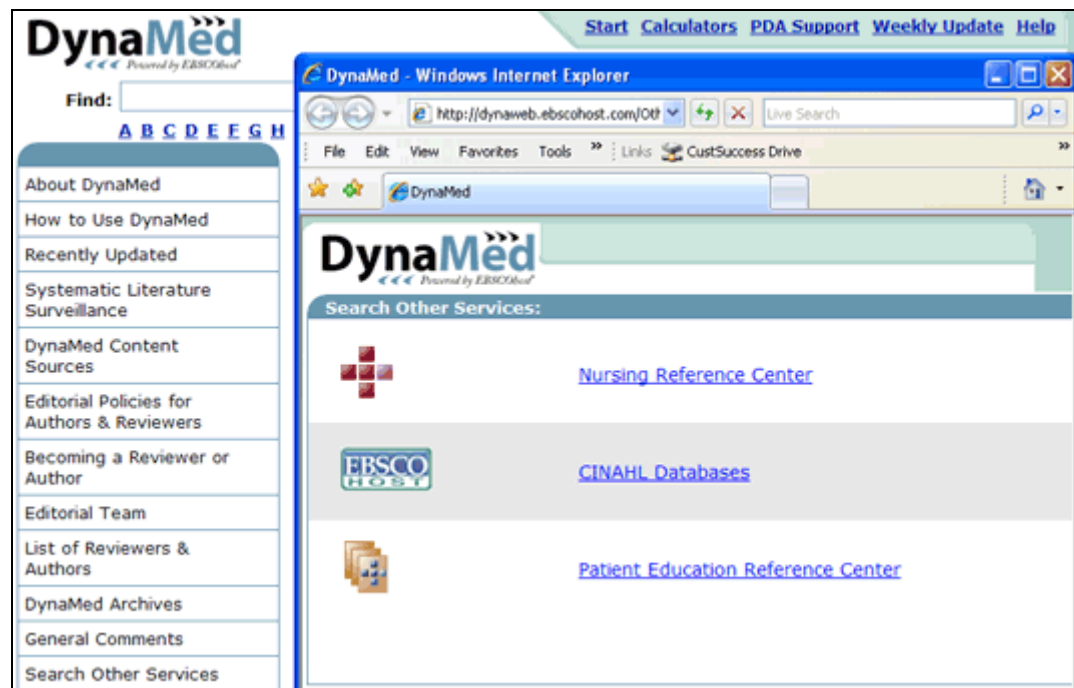 DynaMed
Powered by EBSCOhost
Start Calculators PDA Support Weekly Update Help
Find:
A B C D E F G H
About DynaMed
How to Use DynaMed
Recently Updated
Systematic Literature
Surveillance
DynaMed Content
Sources
Editorial Policies for
Authors & Reviewers
Becoming a Reviewer or
Author
Editorial Team
List of Reviewers &
Authors
DynaMed Archives
General Comments
Search Other Services
DynaMed - Windows Internet Explorer
http://dynaweb.ebscohost.com/Oth
Live Search
File Edit View Favorites Tools » Links CustSuccess Drive »
DynaMed
DynaMed
Powered by EBSCOhost
Search Other Services:
Nursing Reference Center
EBSCO
HOST
CINAHL Databases
Patient Education Reference Center